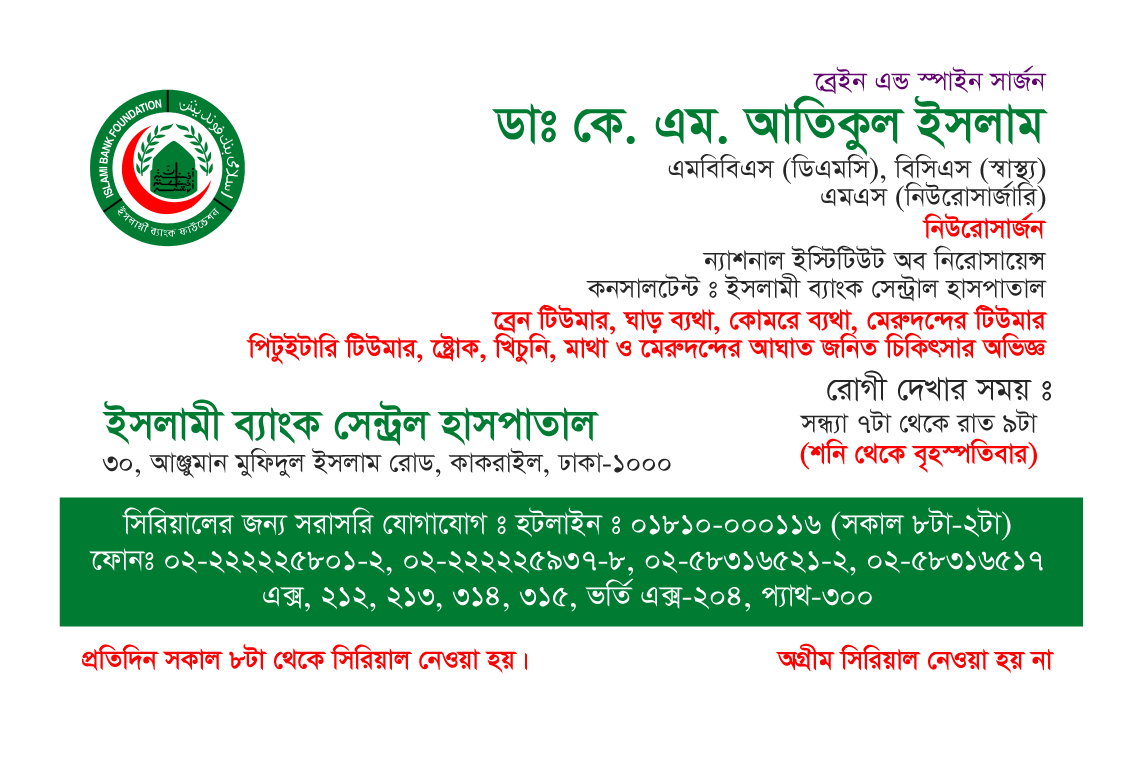 ISLAMI BANK FOUNDATION
ইসলামী ব্যাংক ফাউন্ডেশন
ব্রেইন এন্ড স্পাইন সার্জন
ডাঃ কে. এম. আতিকুল ইসলাম
এমবিবিএস (ডিএমসি), বিসিএস (স্বাস্থ্য)
এমএস (নিউরোসার্জারি)
নিউরোসার্জন
ন্যাশনাল ইস্টিটিউট অব নিরোসায়েন্স
কনসালটেন্ট ঃ ইসলামী ব্যাংক সেন্ট্রাল হাসপাতাল
ব্রেন টিউমার, ঘাড় ব্যথা, কোমরে ব্যথা, মেরুদন্দের টিউমার
পিটুইটারি টিউমার, ষ্ট্রোক, খিচুনি, মাথা ও মেরুদন্দের আঘাত জনিত চিকিৎসার অভিজ্ঞ
রোগী দেখার সময় ঃ
সন্ধ্যা ৭টা থেকে রাত ৯টা
(শনি থেকে বৃহস্পতিবার)
ইসলামী ব্যাংক সেন্ট্রল হাসপাতাল
৩০, আঞ্জুমান মুফিদুল ইসলাম রোড, কাকরাইল, ঢাকা-১০০০
সিরিয়ালের জন্য সরাসরি যোগাযোগ ঃ হটলাইন ঃ ০১৮১০-০০০১১৬ (সকাল ৮টা-২টা)
ফোনঃ ০২-২২২২২৫৮০১-২, ০২-২২২২২৫৯৩৭-৮, ০২-৫৮৩১৬৫২১-২, ০২-৫৮৩১৬৫১৭
এক্স, ২১২, ২১৩, ৩১৪, ৩১৫, ভর্তি এক্স-২০৪, প্যাথ-৩০০
প্রতিদিন সকাল ৮টা থেকে সিরিয়াল নেওয়া হয়।
অগ্রীম সিরিয়াল নেওয়া হয় না